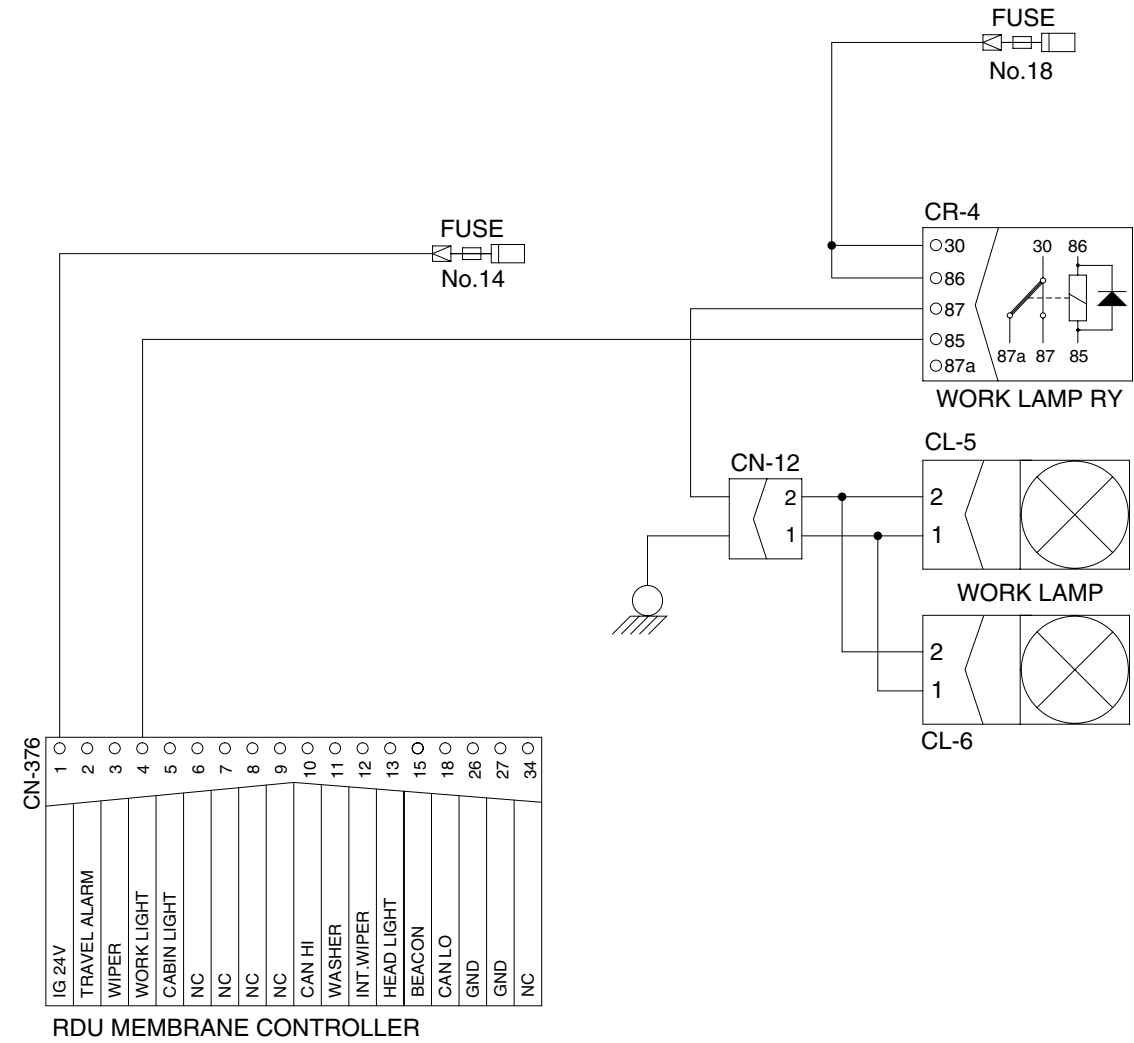 FUSE
No.18
FUSE
No.14
CR-4
30
86
87
85
87a
30 86
87a 87 85
WORK LAMP RY
CL-5
CN-12
2
1
2
1
WORK LAMP
2
1
CL-6
CN-376
1 2 3 4 5 6 7 8 9 10 11 12 13 15 18 26 27 34
IG 24V
TRAVEL ALARM
WIPER
WORK LIGHT
CABIN LIGHT
NC
NC
NC
NC
CAN HI
WASHER
INT.WIPER
HEAD LIGHT
BEACON
CAN LO
GND
GND
NC
RDU MEMBRANE CONTROLLER